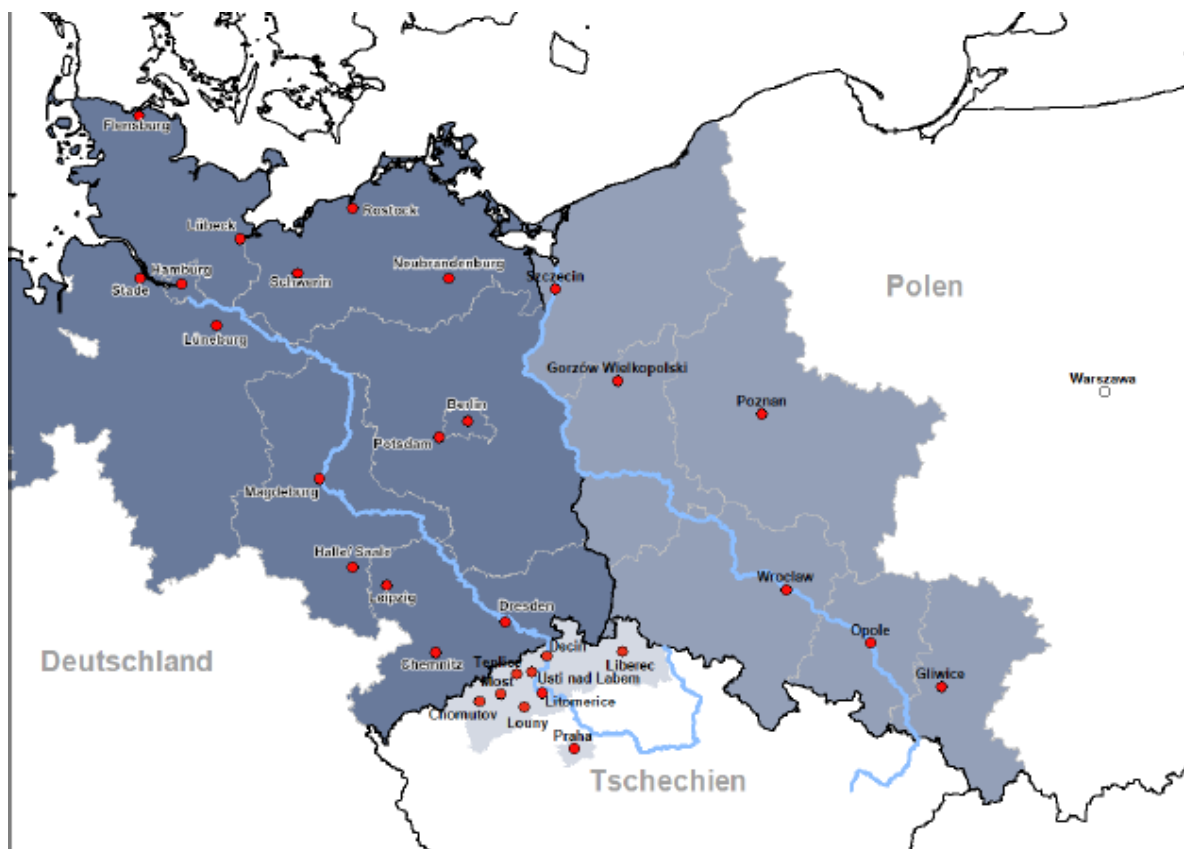 Flensburg
Rostock
Lübeck
Hamburg
Schwerin
Neubrandenburg
Szczecin
Stade
Polen
Lüneburg
Gorzów Wielkopolski
Warszawa
Berlin
Poznan
Potsdam
Magdeburg
Halle/ Saale
Wroclaw
Leipzig
Dresden
Opole
Decin
Deutschland
Chemnitz
Teplice
Liberec
Usti nad Labem
Gliwice
Most
Litomerice
Chomutov
Louny
Praha
Tschechien